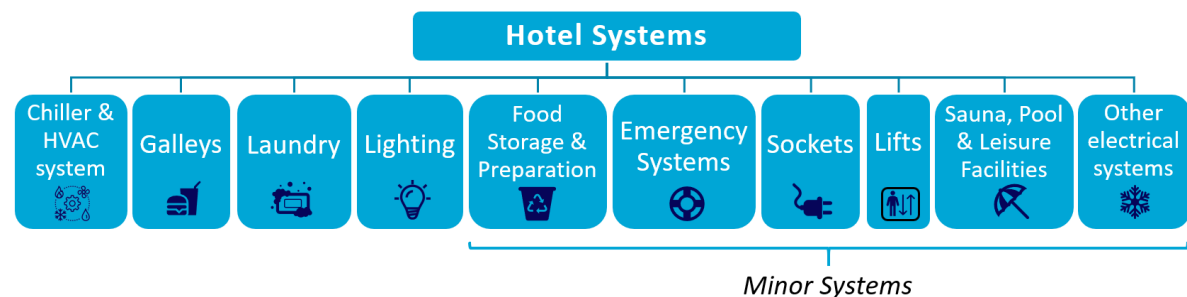 Hotel Systems
Chiller &
HVAC
system
Galleys
Laundry
Lighting
Food
Storage &
Preparation
Emergency
Systems
Sockets
Lifts
Sauna, Pool
& Leisure
Facilities
Other
electrical
systems
Minor Systems